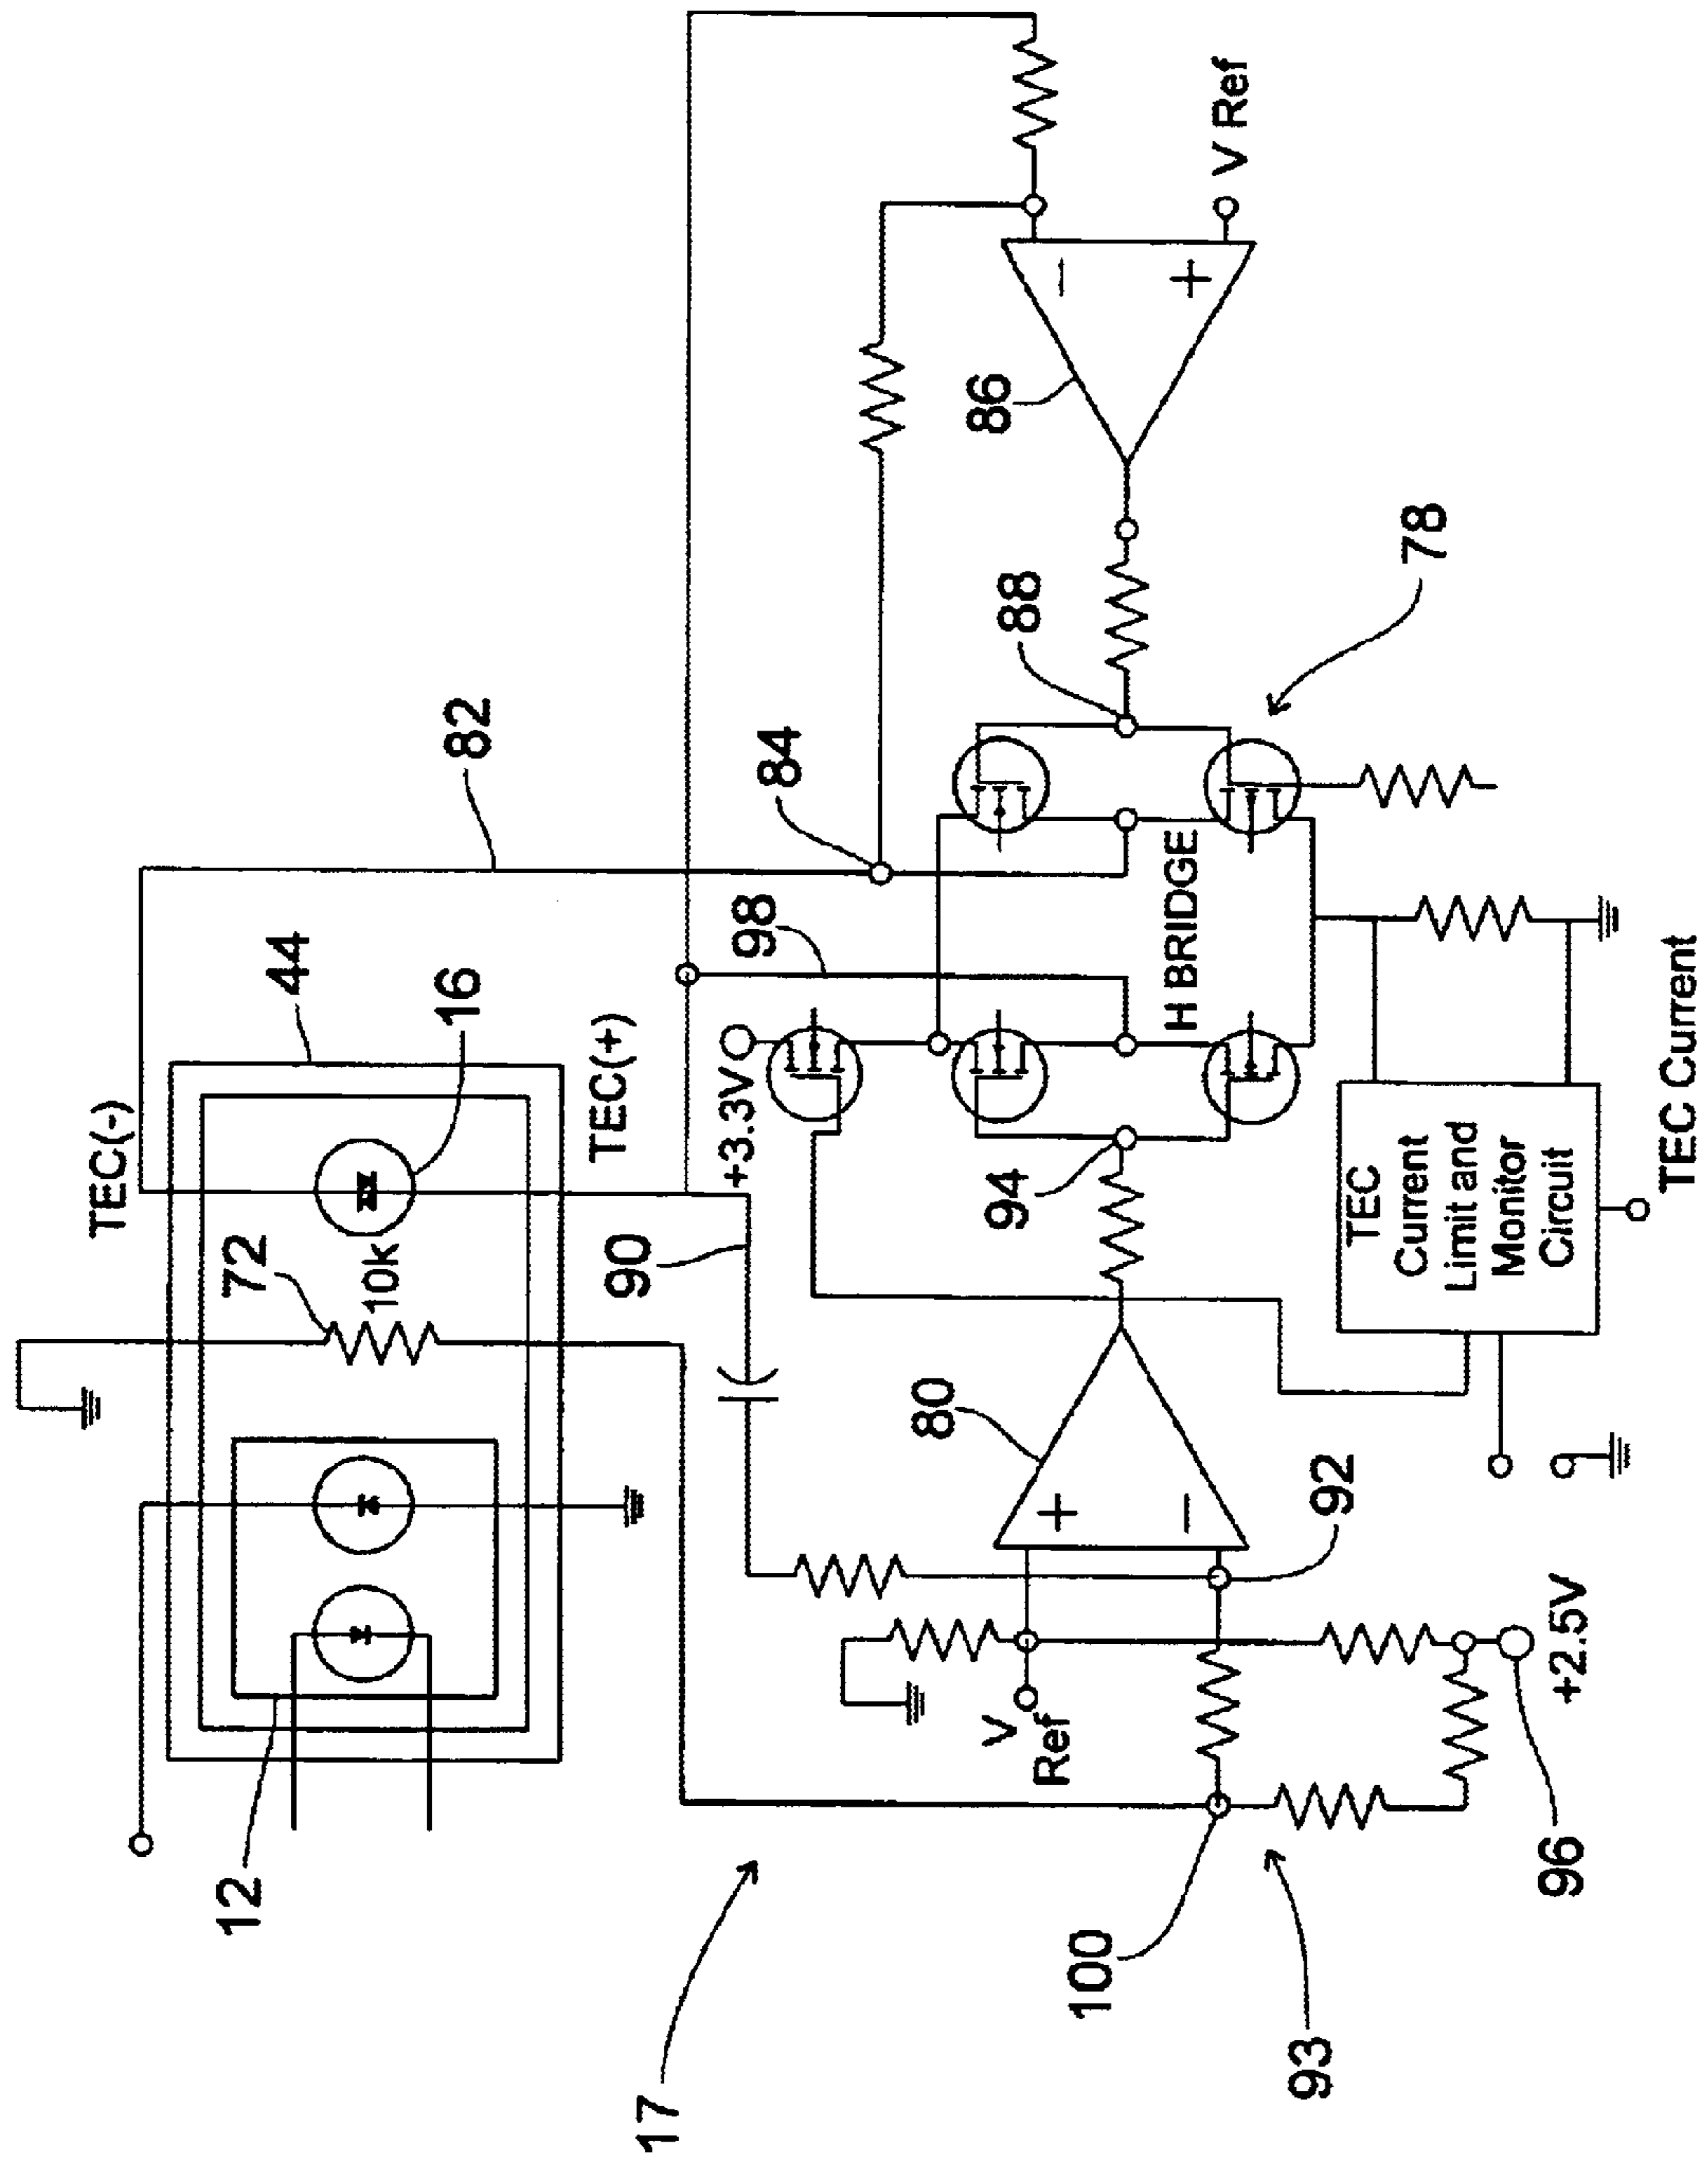 TEC(-)
44
16
72
10k
12
82
TEC(+)
90
84
98
+3.3V
86
V Ref
88
78
H BRIDGE
94
80
92
V
Ref
TEC
Current
Limit and
Monitor
Circuit
TEC Current
+2.5V
96
100
93
17
+
−
−
+